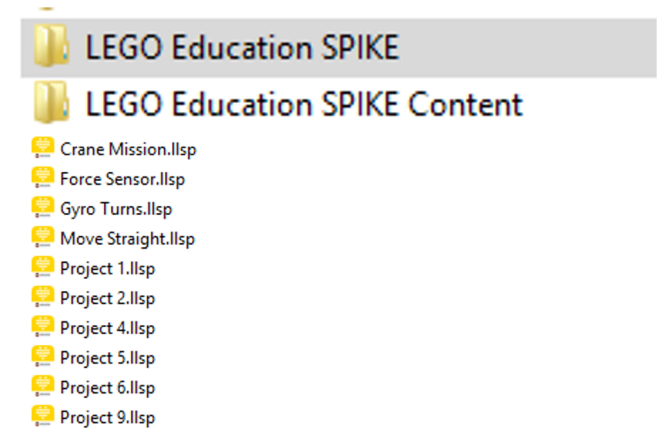 LEGO Education SPIKE
LEGO Education SPIKE Content
Crane Mission.llsp
Force Sensor.llsp
Gyro Turns.llsp
Move Straight.llsp
Project 1.llsp
Project 2.llsp
Project 4.llsp
Project 5.llsp
Project 6.llsp
Project 9.llsp